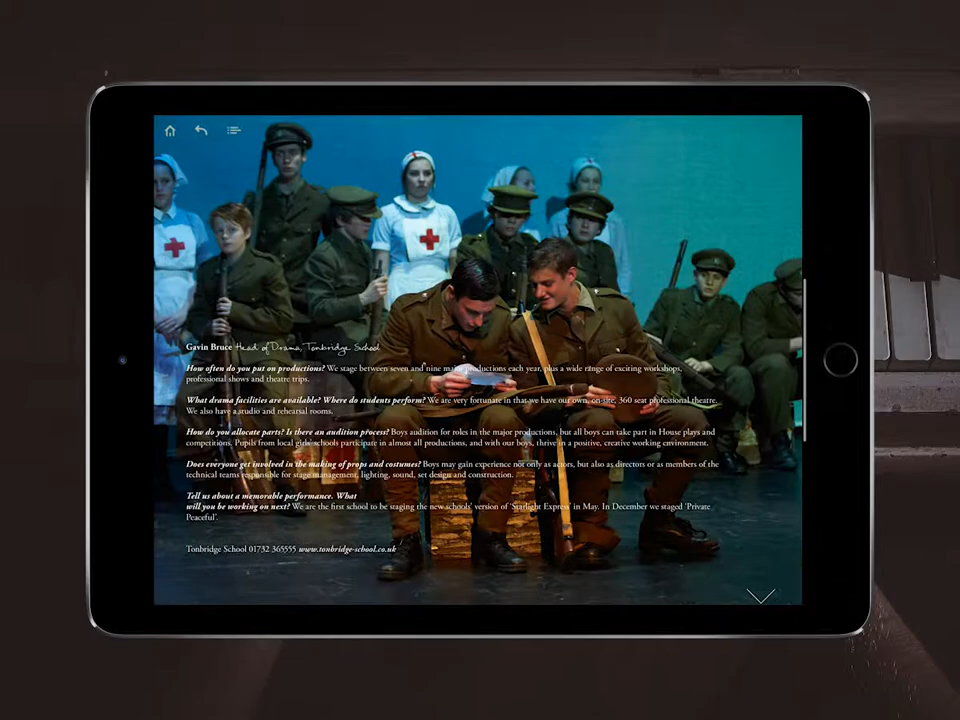 Gavin Bruce Head of Drama, Tonbridge School
How often do you put on productions? We stage between seven and nine major productions each year, plus a wide range of exciting workshops,
professional shows and theatre trips.
What drama facilities are available? Where do students perform? We are very fortunate in that we have our own, on-site, 360 seat professional theatre.
We also have a studio and rehearsal rooms.
How do you allocate parts? Is there an audition process? Boys audition for roles in the major productions, but all boys can take part in House plays and
competitions. Pupils from local girls' schools participate in almost all productions, and with our boys, thrive in a positive, creative working environment.
Does everyone get involved in the making of props and costumes? Boys may gain experience not only as actors, but also as directors or as members of the
technical teams responsible for stage management, lighting, sound, set design and construction.
Tell us about a memorable performance. What
will you be working on next? We are the first school to be staging the new schools' version of 'Starlight Express' in May. In December we staged 'Private
Peaceful'.
Tonbridge School 01732 365555 www.tonbridge-school.co.uk